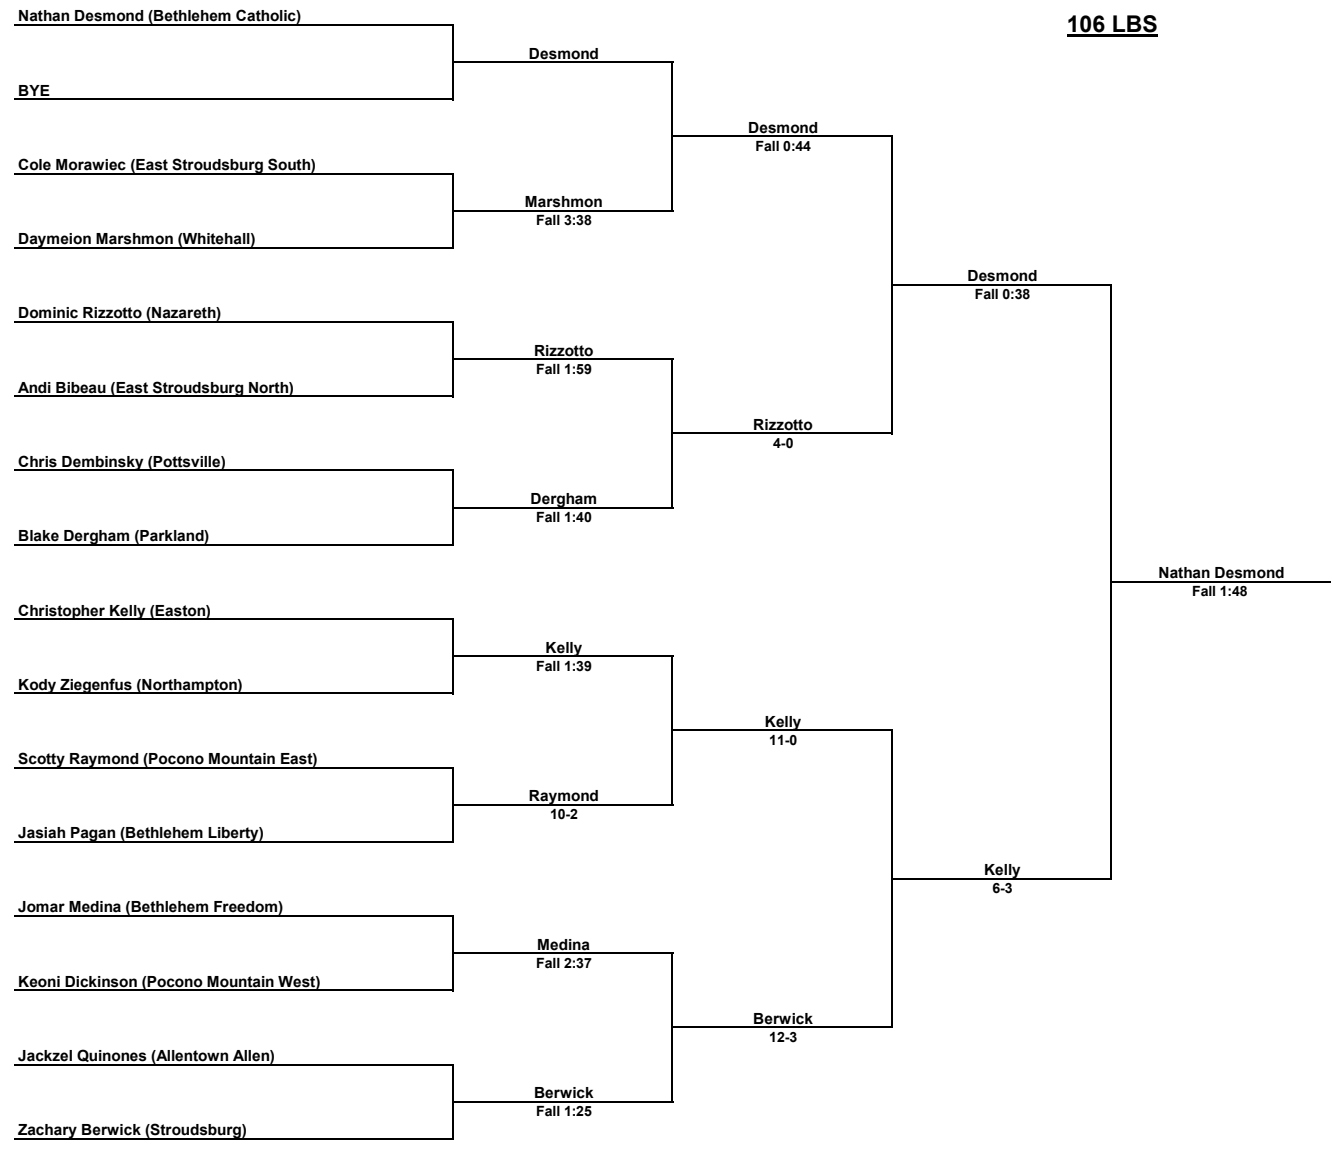 Nathan Desmond (Bethlehem Catholic)
106 LBS
Desmond
BYE
Desmond
Fall 0:44
Cole Morawiec (East Stroudsburg South)
Marshmon
Fall 3:38
Daymeion Marshmon (Whitehall)
Desmond
Fall 0:38
Dominic Rizzotto (Nazareth)
Rizzotto
Fall 1:59
Andi Bibeau (East Stroudsburg North)
Rizzotto
4-0
Chris Dembinsky (Pottsville)
Dergham
Fall 1:40
Blake Dergham (Parkland)
Nathan Desmond
Fall 1:48
Christopher Kelly (Easton)
Kelly
Fall 1:39
Kody Ziegenfus (Northampton)
Kelly
11-0
Scotty Raymond (Pocono Mountain East)
Raymond
10-2
Jasiah Pagan (Bethlehem Liberty)
Kelly
6-3
Jomar Medina (Bethlehem Freedom)
Medina
Fall 2:37
Keoni Dickinson (Pocono Mountain West)
Berwick
12-3
Jackzel Quinones (Allentown Allen)
Berwick
Fall 1:25
Zachary Berwick (Stroudsburg)